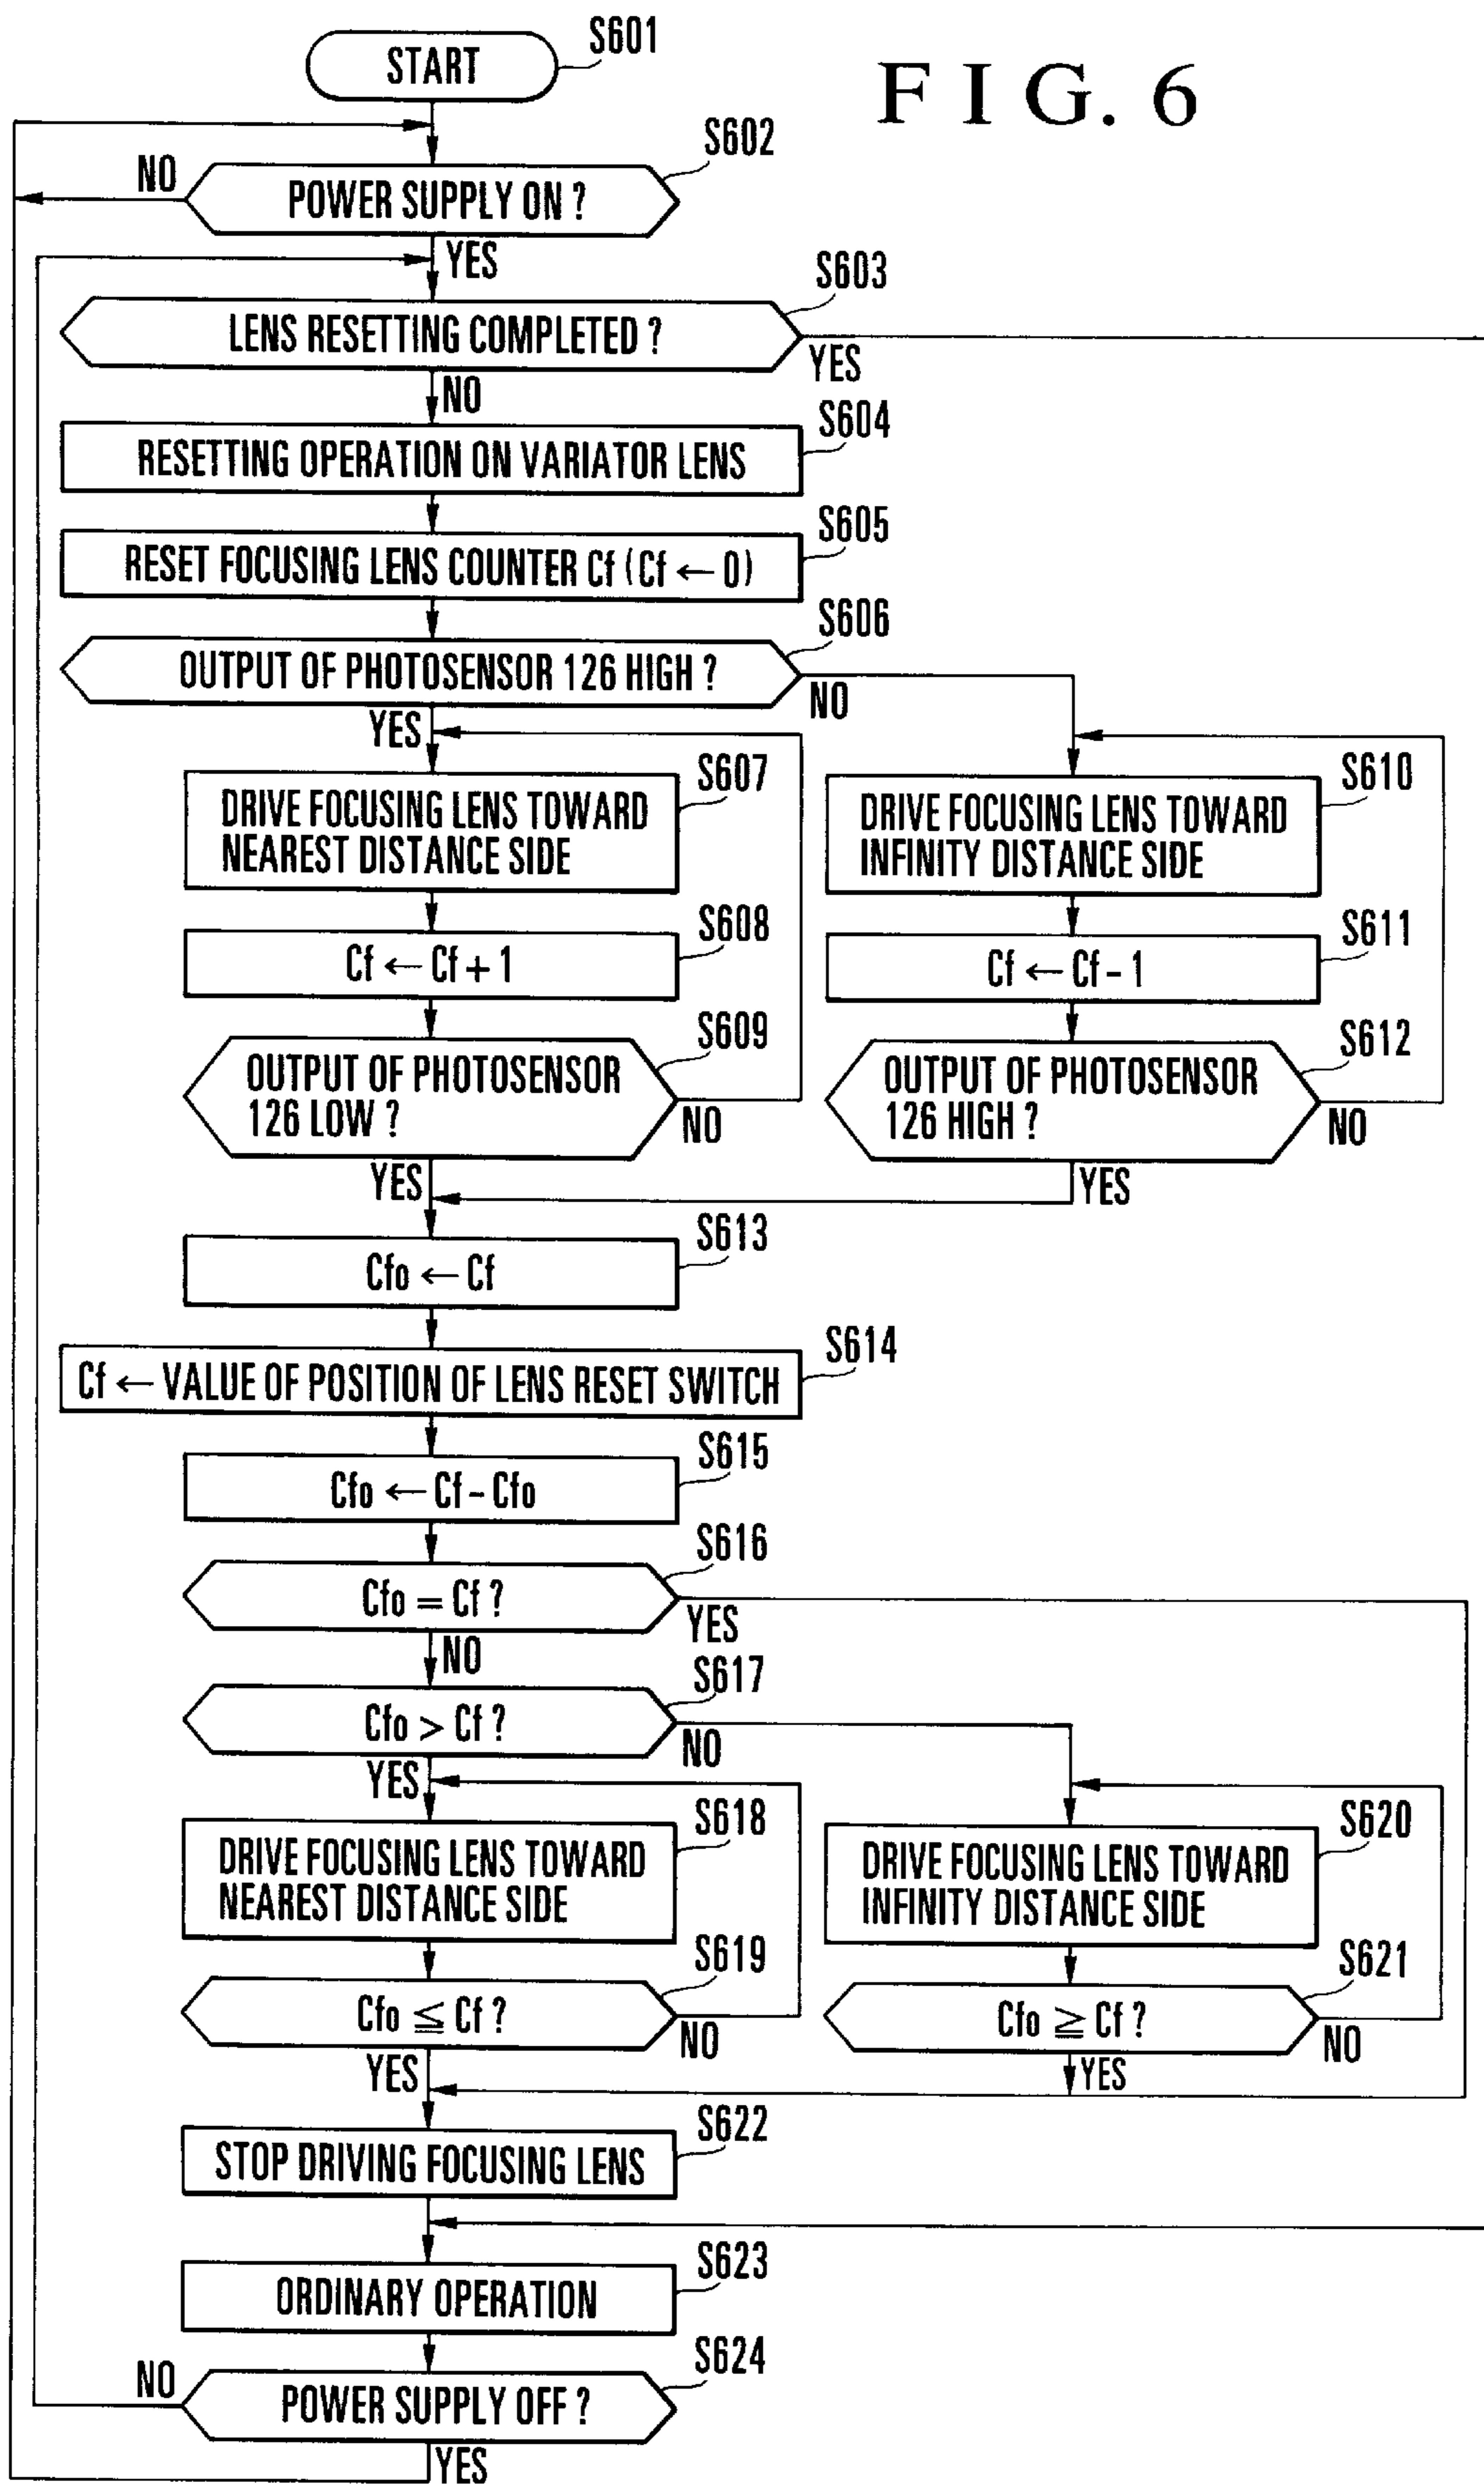 FIG. 6
START
S601
S602
NO
POWER SUPPLY ON ?
YES
S603
LENS RESETTING COMPLETED ?
YES
NO
S604
RESETTING OPERATION ON VARIATOR LENS
S605
RESET FOCUSING LENS COUNTER Cf (Cf ← 0)
S606
OUTPUT OF PHOTOSENSOR 126 HIGH ?
NO
YES
S607
DRIVE FOCUSING LENS TOWARD
NEAREST DISTANCE SIDE
S610
DRIVE FOCUSING LENS TOWARD
INFINITY DISTANCE SIDE
S608
Cf ← Cf + 1
S611
Cf ← Cf - 1
S609
OUTPUT OF PHOTOSENSOR
126 LOW ?
NO
S612
OUTPUT OF PHOTOSENSOR
126 HIGH ?
NO
YES
YES
S613
Cfo ← Cf
S614
Cf ← VALUE OF POSITION OF LENS RESET SWITCH
S615
Cfo ← Cf - Cfo
S616
Cfo = Cf ?
YES
NO
S617
Cfo > Cf ?
NO
YES
S618
DRIVE FOCUSING LENS TOWARD
NEAREST DISTANCE SIDE
S620
DRIVE FOCUSING LENS TOWARD
INFINITY DISTANCE SIDE
S619
Cfo ≦ Cf ?
NO
S621
Cfo ≧ Cf ?
NO
YES
YES
S622
STOP DRIVING FOCUSING LENS
S623
ORDINARY OPERATION
S624
NO
POWER SUPPLY OFF ?
YES